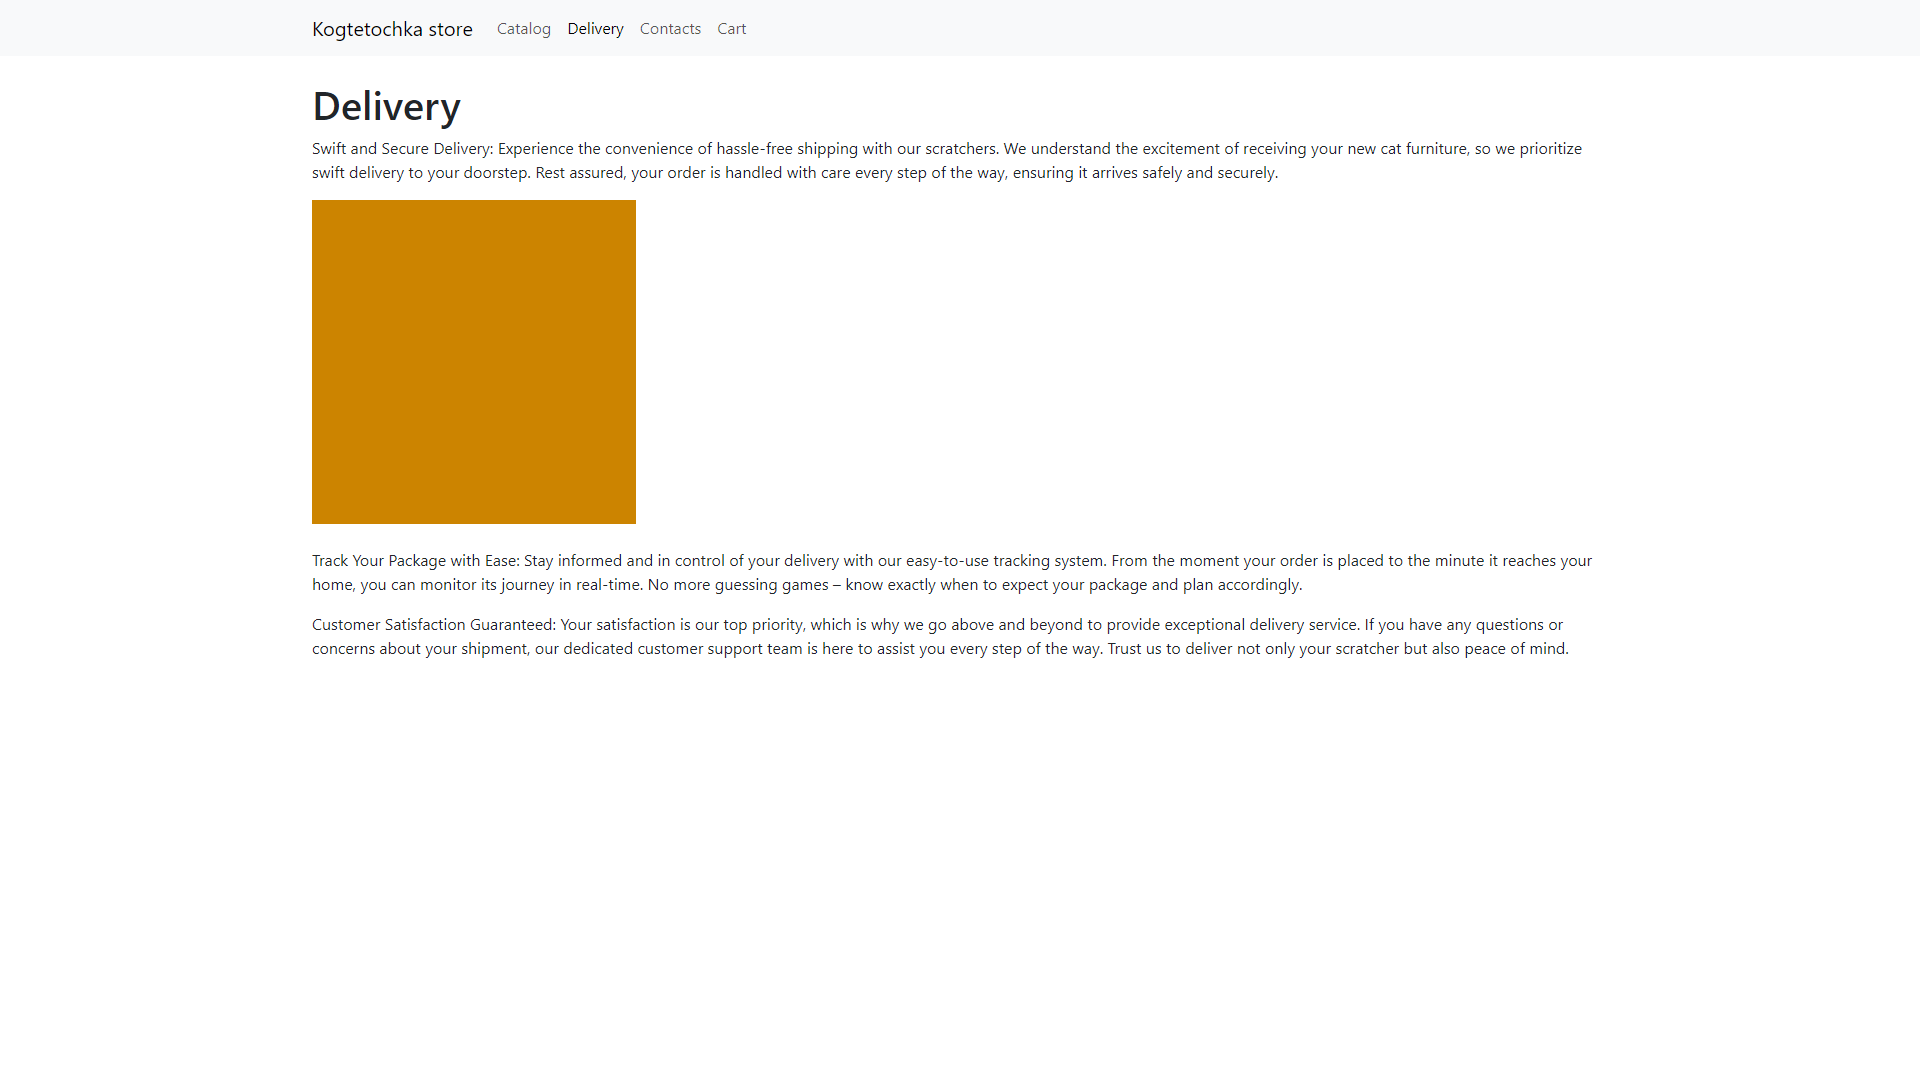 Kogtetochka store Catalog Delivery Contacts Cart
Delivery
Swift and Secure Delivery: Experience the convenience of hassle-free shipping with our scratchers. We understand the excitement of receiving your new cat furniture, so we prioritize
swift delivery to your doorstep. Rest assured, your order is handled with care every step of the way, ensuring it arrives safely and securely.
Track Your Package with Ease: Stay informed and in control of your delivery with our easy-to-use tracking system. From the moment your order is placed to the minute it reaches your
home, you can monitor its journey in real-time. No more guessing games – know exactly when to expect your package and plan accordingly.
Customer Satisfaction Guaranteed: Your satisfaction is our top priority, which is why we go above and beyond to provide exceptional delivery service. If you have any questions or
concerns about your shipment, our dedicated customer support team is here to assist you every step of the way. Trust us to deliver not only your scratcher but also peace of mind.